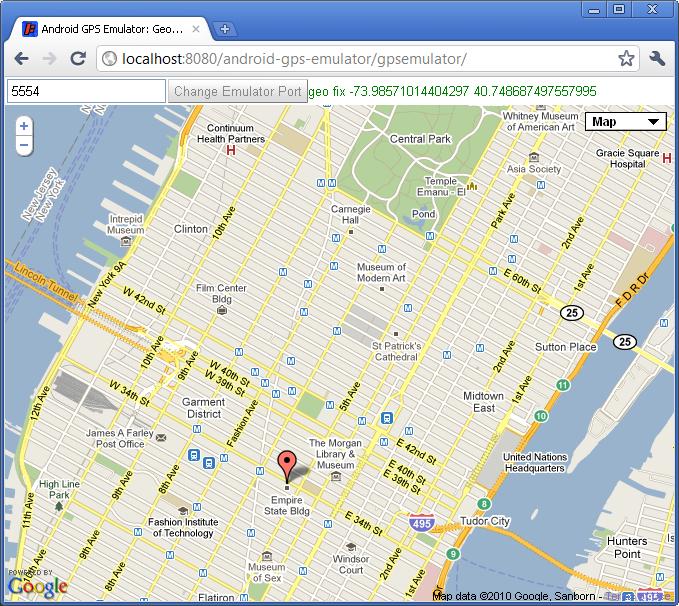 Android GPS Emulator: Geo...
localhost:8080/android-gps-emulator/gpsemulator/
5554
Change Emulator Port
geo fix -73.98571014404297 40.748687497557995
Map
Whitney Museum
of American Art
Continuum
Health Partners
H
Central Park
Gracie Square
Hospital
H
Asia Society
Temple
Emanu - El
New Jersey
New York
Carnegie
Hall
Pond
Park Ave
2nd Ave
Intrepid
Museum
Clinton
10th Ave
New York 9A
Museum of
Modern Art
E 60th St
1st Ave
F D R Dr
Lincoln Tunnel
W 42nd St
Film Center
Bldg
25
25
St Patrick's
Cathedral
Sutton Place
2nd Ave
10th Ave
9th Ave
W 40th St
W 39th St
W 34th St
12th Ave
Garment
District
Fashion Ave
5th Ave
Midtown
East
1st Ave
11
10
James A Farley
Post Office
The Morgan
Library &
Museum
E 42nd St
E 40th St
E 39th St
United Nations
Headquarters
High Line
Park
11th Ave
9th Ave
8th Ave
Empire
State Bldg
8
Fashion Institute
of Technology
E 34th St
495
Tudor City
9
Hunters
Point
Museum
of Sex
Windsor
Court
2nd Ave
POWERED BY
Google
Map data ©2010 Google, Sanborn -
495